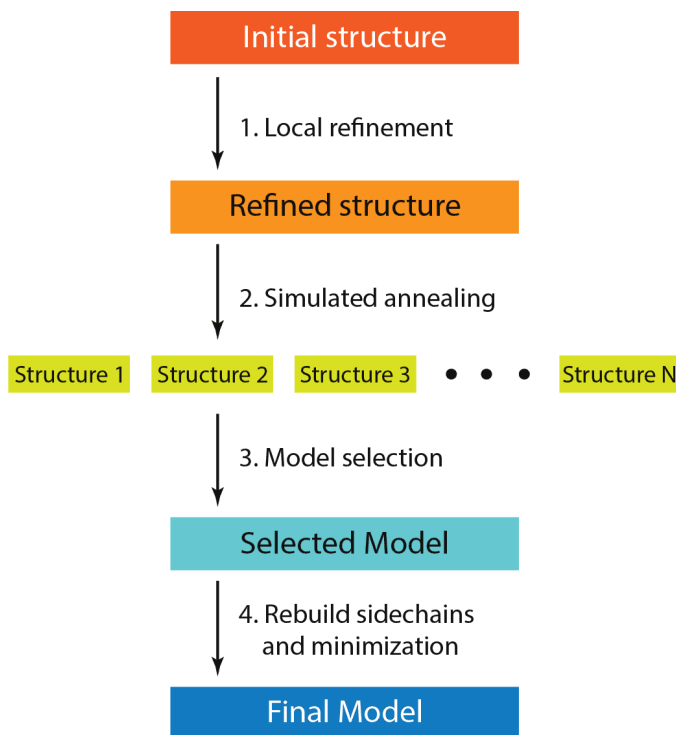 Initial structure
1. Local refinement
Refined structure
2. Simulated annealing
Structure 1 Structure 2 Structure 3 • • • Structure N
3. Model selection
Selected Model
4. Rebuild sidechains
and minimization
Final Model